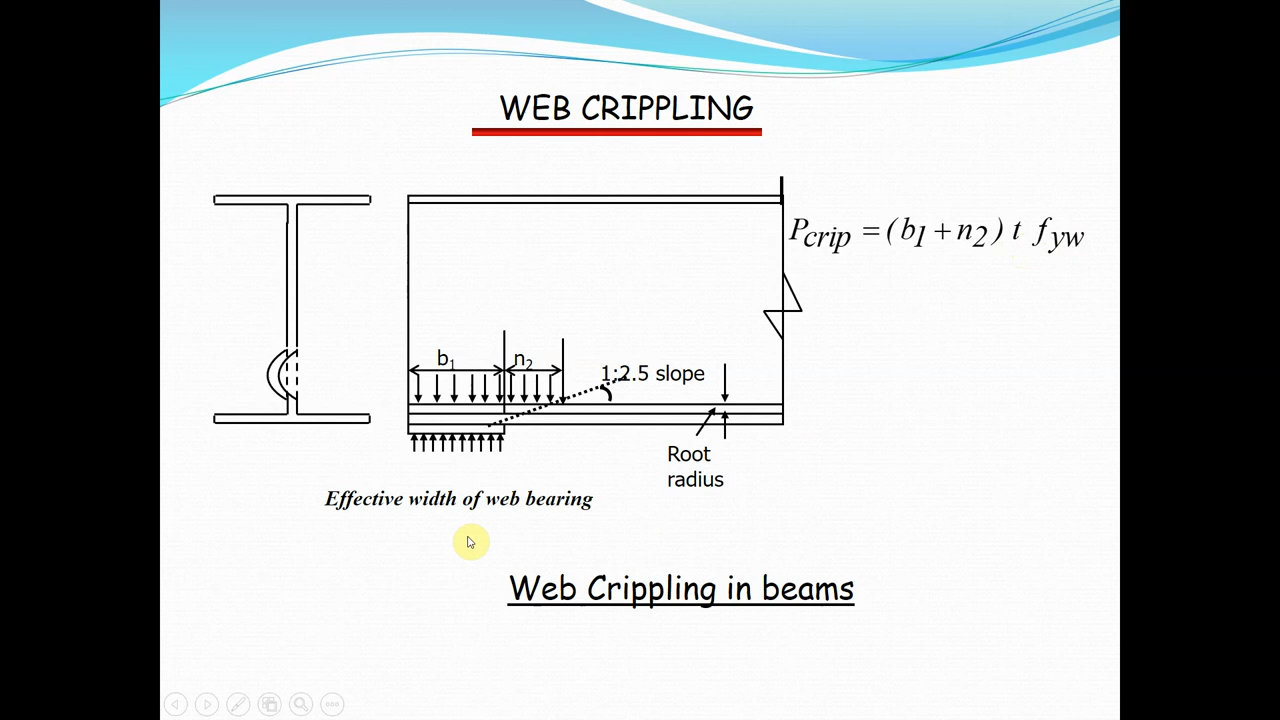 WEB CRIPPLING
P_crip = ( b_1 + n_2 ) t f_yw
b_1 n_2
1:2.5 slope
Root
radius
Effective width of web bearing
Web Crippling in beams